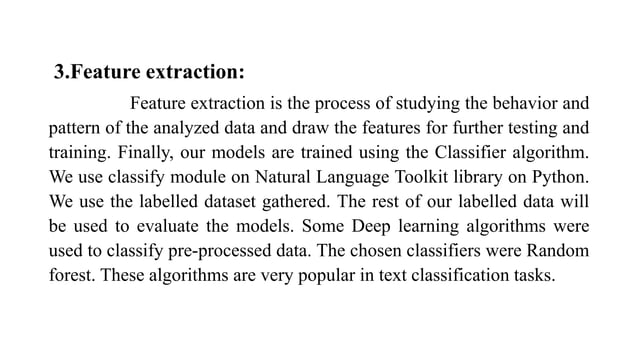 3.Feature extraction:
Feature extraction is the process of studying the behavior and
pattern of the analyzed data and draw the features for further testing and
training. Finally, our models are trained using the Classifier algorithm.
We use classify module on Natural Language Toolkit library on Python.
We use the labelled dataset gathered. The rest of our labelled data will
be used to evaluate the models. Some Deep learning algorithms were
used to classify pre-processed data. The chosen classifiers were Random
forest. These algorithms are very popular in text classification tasks.